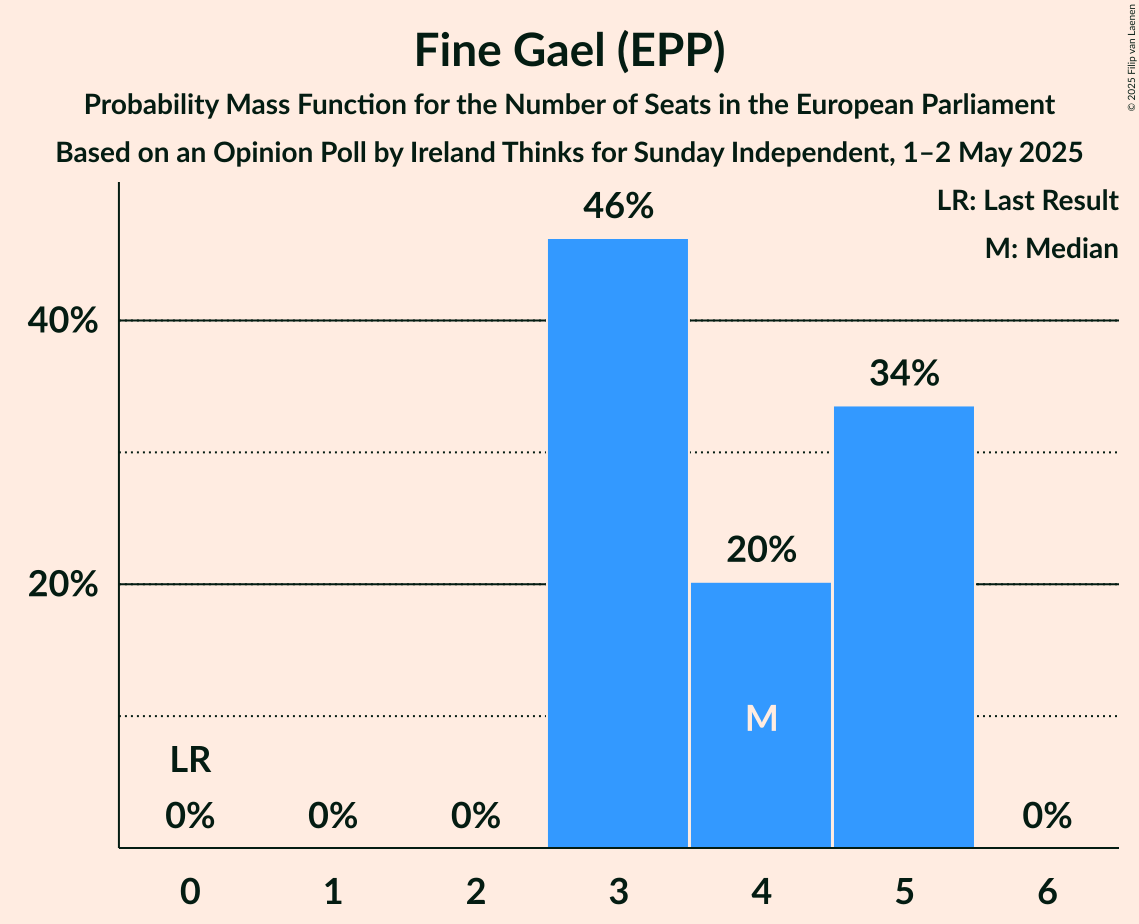 Fine Gael (EPP)
Probability Mass Function for the Number of Seats in the European Parliament
Based on an Opinion Poll by Ireland Thinks for Sunday Independent, 1–2 May 2025
© 2025 Filip van Laenen
LR: Last Result
M: Median
46%
40%
34%
20%
20%
M
LR
0%
0%
0%
0%
0
1
2
3
4
5
6